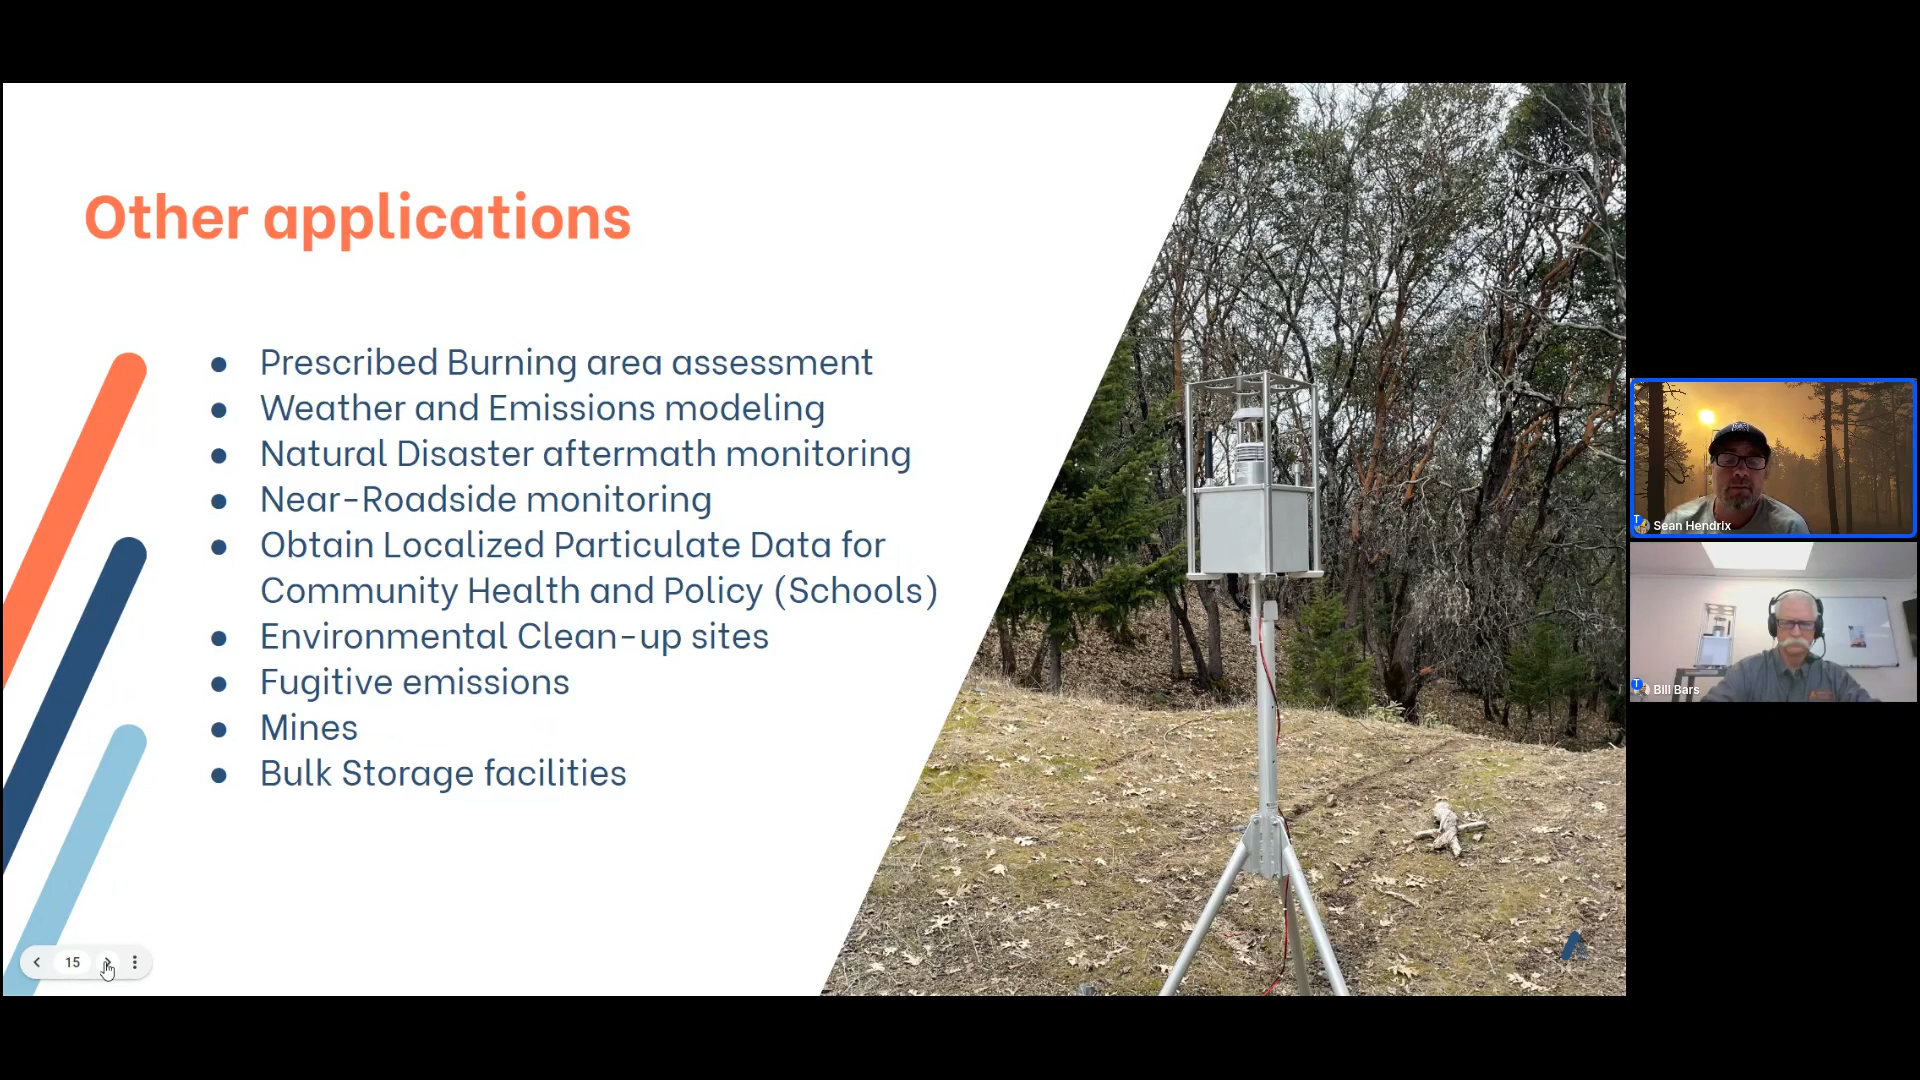 Other applications
● Prescribed Burning area assessment
● Weather and Emissions modeling
● Natural Disaster aftermath monitoring
● Near-Roadside monitoring
● Obtain Localized Particulate Data for
Community Health and Policy (Schools)
● Environmental Clean-up sites
● Fugitive emissions
● Mines
● Bulk Storage facilities
15
Sean Hendrix
Bill Bars